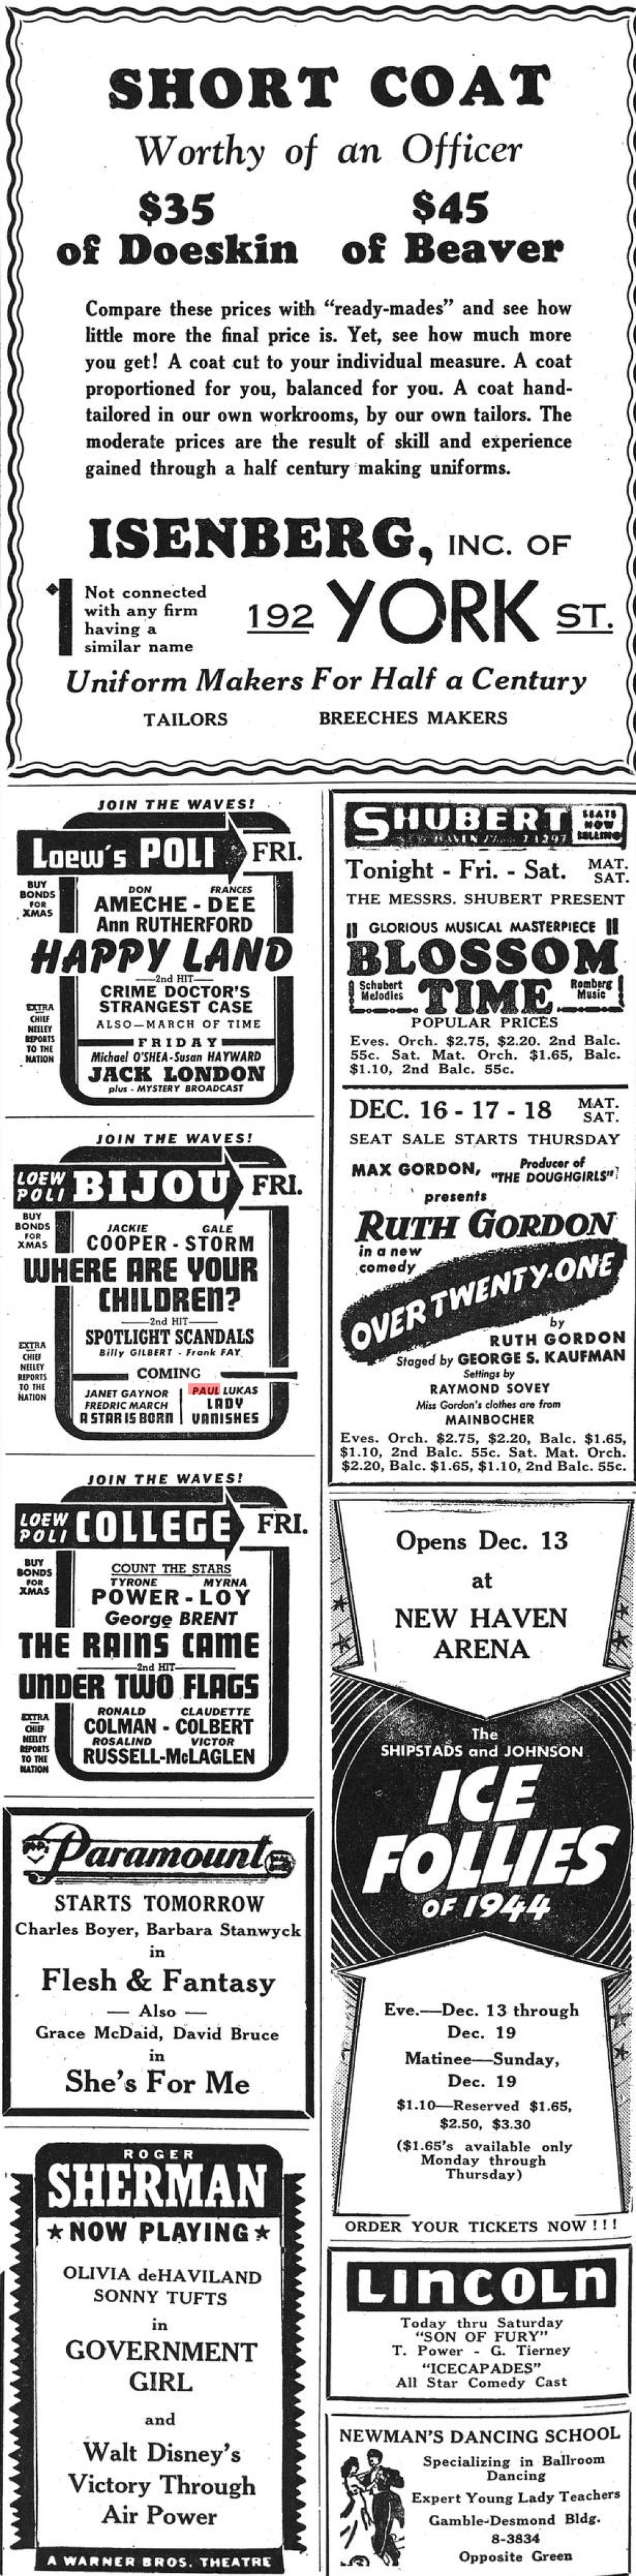 SHORT COAT
Worthy of an Officer
$35
of Doeskin
$45
of Beaver
Compare these prices with "ready-mades" and see how
little more the final price is. Yet, see how much more
you get! A coat cut to your individual measure. A coat
proportioned for you, balanced for you. A coat hand-
tailored in our own workrooms, by our own tailors. The
moderate prices are the result of skill and experience
gained through a half century making uniforms.
ISENBERG, INC. OF
Not connected
with any firm
having a
similar name
192 YORK ST.
Uniform Makers For Half a Century
TAILORS BREECHES MAKERS
JOIN THE WAVES!
Loew's POLI FRI.
BUY
BONDS
FOR
XMAS
DON FRANCES
AMECHE - DEE
Ann RUTHERFORD
HAPPY LAND
2nd HIT
CRIME DOCTOR'S
STRANGEST CASE
ALSO—MARCH OF TIME
EXTRA
CHIEF
NEILEY
REPORTS
TO THE
NATION
FRIDAY
Michael O'SHEA-Susan HAYWARD
JACK LONDON
plus - MYSTERY BROADCAST
JOIN THE WAVES!
LOEW
POLI BIJOU FRI.
BUY
BONDS
FOR
XMAS
JACKIE GALE
COOPER - STORM
WHERE ARE YOUR
CHILDREN?
2nd HIT
SPOTLIGHT SCANDALS
Billy GILBERT - Frank FAY
EXTRA
CHIEF
NEILEY
REPORTS
TO THE
NATION
COMING
JANET GAYNOR
FREDRIC MARCH
A STAR IS BORN
PAUL LUKAS
LADY
VANISHES
JOIN THE WAVES!
LOEW
POLI COLLEGE FRI.
BUY
BONDS
FOR
XMAS
COUNT THE STARS
TYRONE MYRNA
POWER - LOY
George BRENT
THE RAINS CAME
2nd HIT
UNDER TWO FLAGS
RONALD CLAUDETTE
COLMAN - COLBERT
ROSALIND VICTOR
RUSSELL-McLAGLEN
EXTRA
CHIEF
NEILEY
REPORTS
TO THE
NATION
Paramount
STARTS TOMORROW
Charles Boyer, Barbara Stanwyck
in
Flesh & Fantasy
— Also —
Grace McDaid, David Bruce
in
She's For Me
ROGER
SHERMAN
★ NOW PLAYING ★
OLIVIA deHAVILAND
SONNY TUFTS
in
GOVERNMENT
GIRL
and
Walt Disney's
Victory Through
Air Power
A WARNER BROS. THEATRE
SHUBERT
SEATS
NOW
SELLING
Tonight - Fri. - Sat. MAT.
SAT.
THE MESSRS. SHUBERT PRESENT
GLORIOUS MUSICAL MASTERPIECE
BLOSSOM
Schubert
Melodies
TIME
Romberg
Music
POPULAR PRICES
Eves. Orch. $2.75, $2.20. 2nd Balc.
55c. Sat. Mat. Orch. $1.65, Balc.
$1.10, 2nd Balc. 55c.
DEC. 16 - 17 - 18 MAT.
SAT.
SEAT SALE STARTS THURSDAY
MAX GORDON, Producer of
"THE DOUGHGIRLS"
presents
RUTH GORDON
in a new
comedy
OVER TWENTY-ONE
by
RUTH GORDON
Staged by GEORGE S. KAUFMAN
Settings by
RAYMOND SOVEY
Miss Gordon's clothes are from
MAINBOCHER
Eves. Orch. $2.75, $2.20, Balc. $1.65,
$1.10, 2nd Balc. 55c. Sat. Mat. Orch.
$2.20, Balc. $1.65, $1.10, 2nd Balc. 55c.
Opens Dec. 13
at
NEW HAVEN
ARENA
The
SHIPSTADS and JOHNSON
ICE
FOLLIES
OF 1944
Eve.—Dec. 13 through
Dec. 19
Matinee—Sunday,
Dec. 19
$1.10—Reserved $1.65,
$2.50, $3.30
($1.65's available only
Monday through
Thursday)
ORDER YOUR TICKETS NOW ! ! !
LINCOLN
Today thru Saturday
"SON OF FURY"
T. Power - G. Tierney
"ICECAPADES"
All Star Comedy Cast
NEWMAN'S DANCING SCHOOL
Specializing in Ballroom
Dancing
Expert Young Lady Teachers
Gamble-Desmond Bldg.
8-3834
Opposite Green